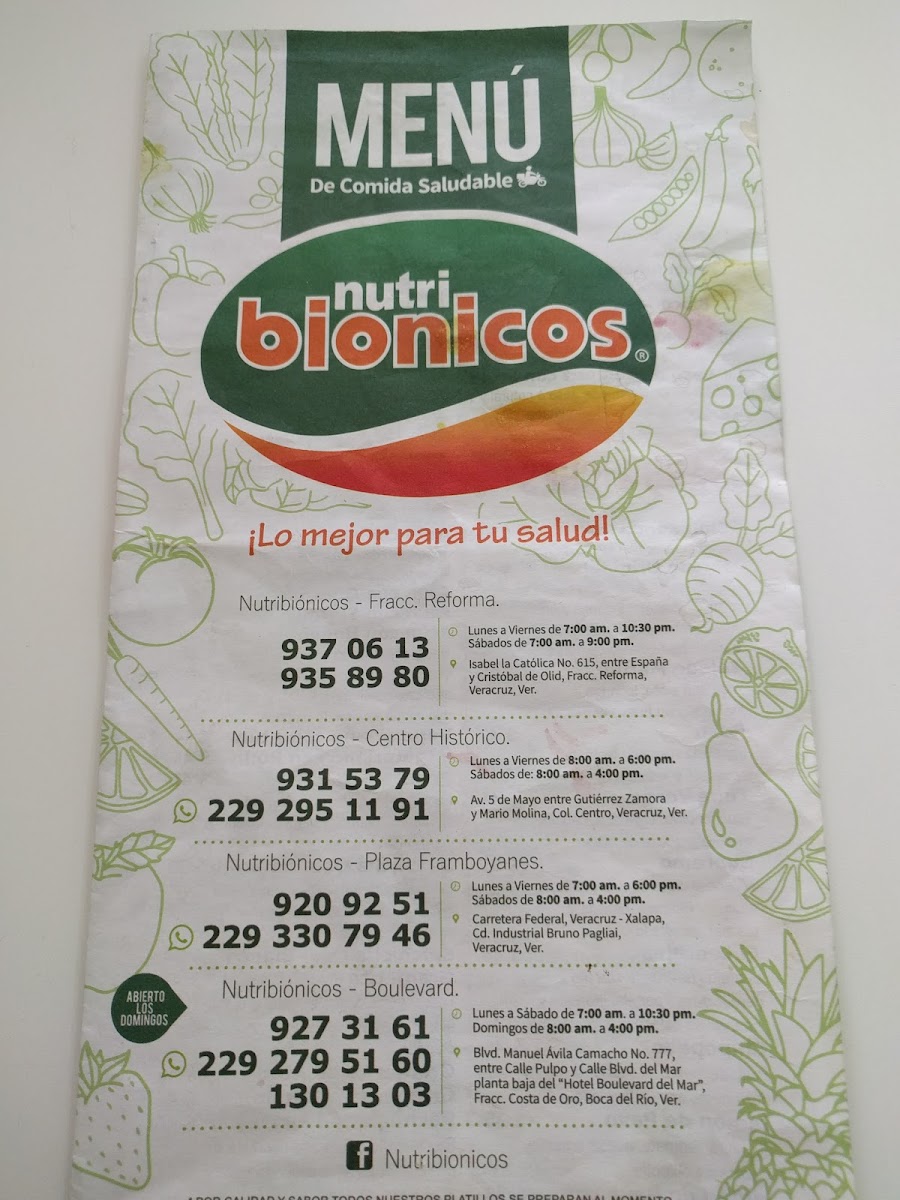 MENÚ
De Comida Saludable
nutri
bionicos®
¡Lo mejor para tu salud!
Nutribiónicos - Fracc. Reforma.
937 06 13
935 89 80
Lunes a Viernes de 7:00 am. a 10:30 pm.
Sábados de 7:00 am. a 9:00 pm.
Isabel la Católica No. 615, entre España
y Cristóbal de Olid, Fracc. Reforma,
Veracruz, Ver.
Nutribiónicos - Centro Histórico.
931 53 79
229 295 11 91
Lunes a Viernes de 8:00 am. a 6:00 pm.
Sábados de: 8:00 am. a 4:00 pm.
Av. 5 de Mayo entre Gutiérrez Zamora
y Mario Molina, Col. Centro, Veracruz, Ver.
Nutribiónicos - Plaza Framboyanes.
920 92 51
229 330 79 46
Lunes a Viernes de 7:00 am. a 6:00 pm.
Sábados de 8:00 am. a 4:00 pm.
Carretera Federal, Veracruz - Xalapa,
Cd. Industrial Bruno Pagliai,
Veracruz, Ver.
ABIERTO
LOS
DOMINGOS
Nutribiónicos - Boulevard.
927 31 61
229 279 51 60
130 13 03
Lunes a Sábado de 7:00 am. a 10:30 pm.
Domingos de 8:00 am. a 4:00 pm.
Blvd. Manuel Ávila Camacho No. 777,
entre Calle Pulpo y Calle Blvd. del Mar
planta baja del "Hotel Boulevard del Mar",
Fracc. Costa de Oro, Boca del Río, Ver.
f Nutribionicos
CALIDAD Y SABOR TODOS NUESTROS PLATILLOS SE PREPARAN AL MOMENTO